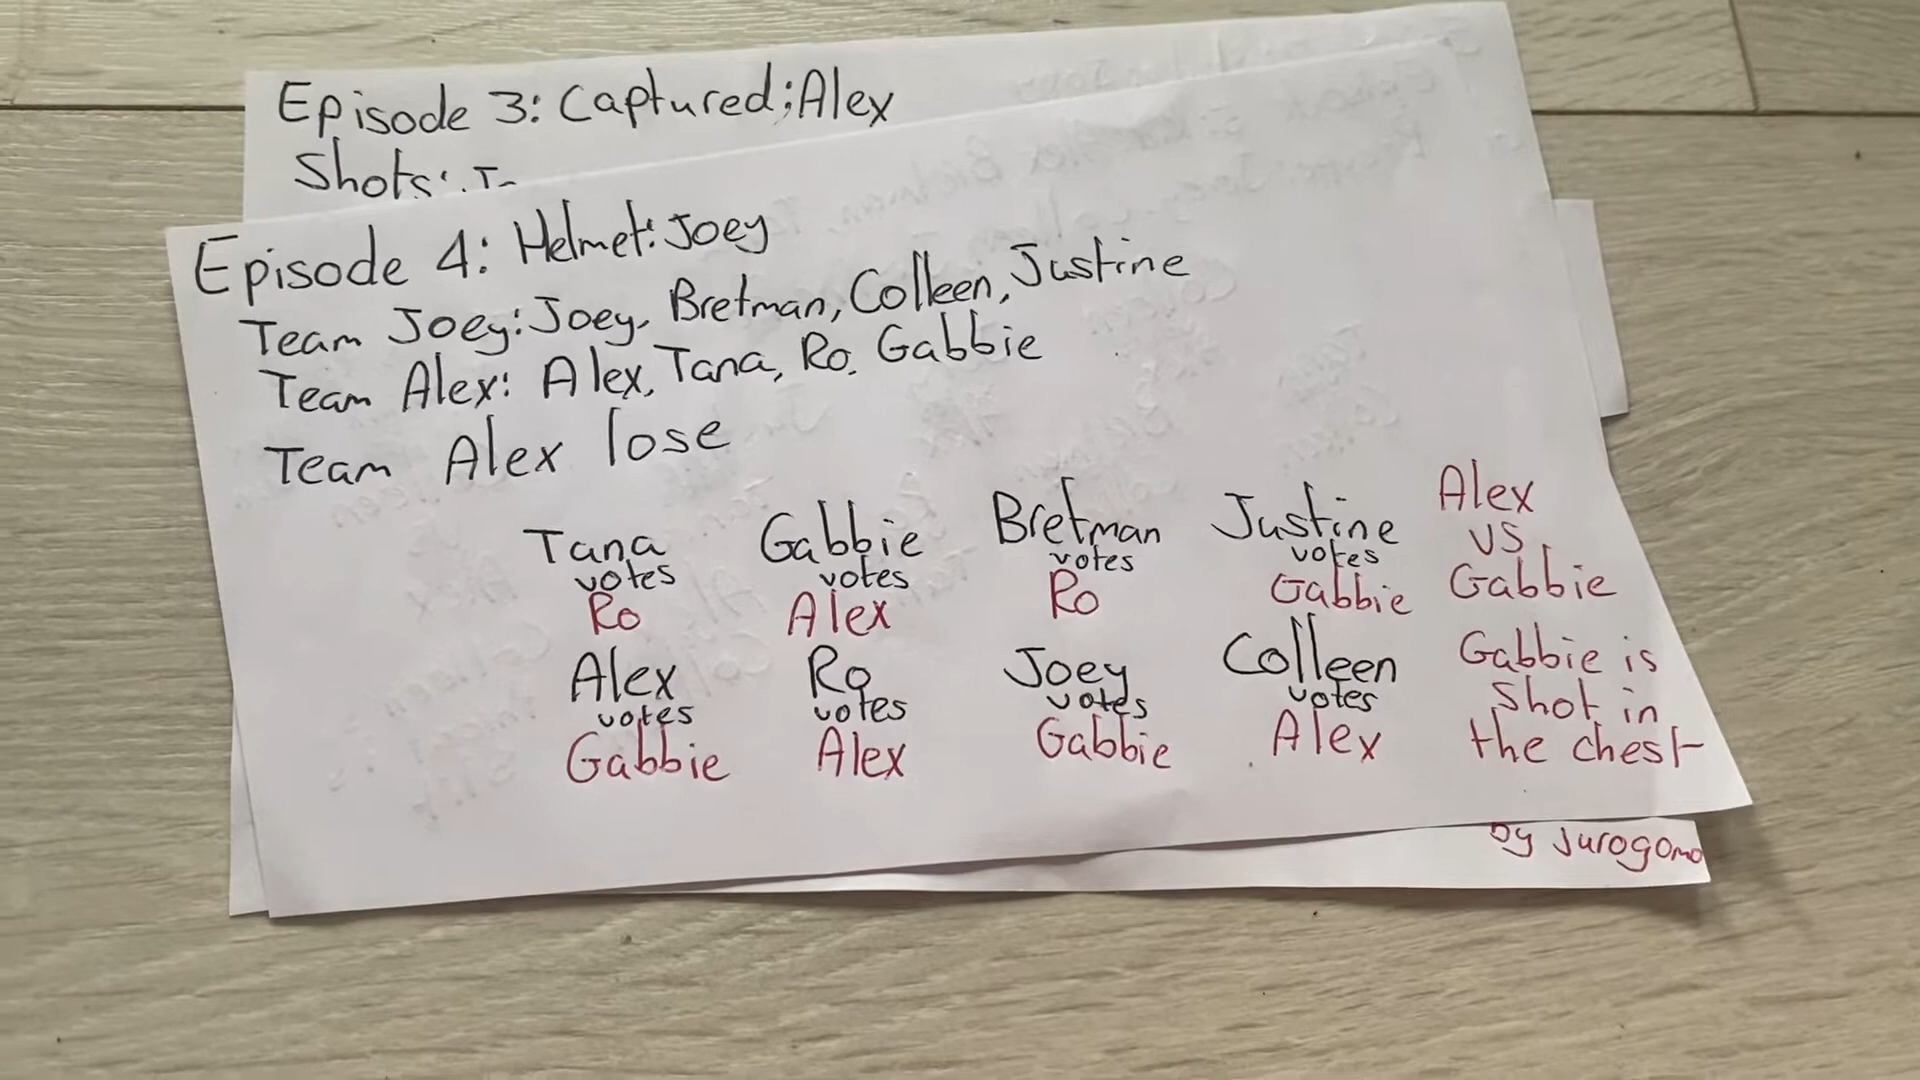 Episode 3: Captured; Alex
Shots:
Episode 4: Helmet: Joey
Team Joey: Joey, Bretman, Colleen, Justine
Team Alex: Alex, Tana, Ro, Gabbie
Team Alex lose
Tana
votes
Ro
Gabbie
votes
Alex
Bretman
votes
Ro
Justine
votes
Gabbie
Alex
votes
Gabbie
Ro
votes
Alex
Joey
votes
Gabbie
Colleen
votes
Alex
Alex
VS
Gabbie
Gabbie is
Shot in
the chest
by Jurogomo